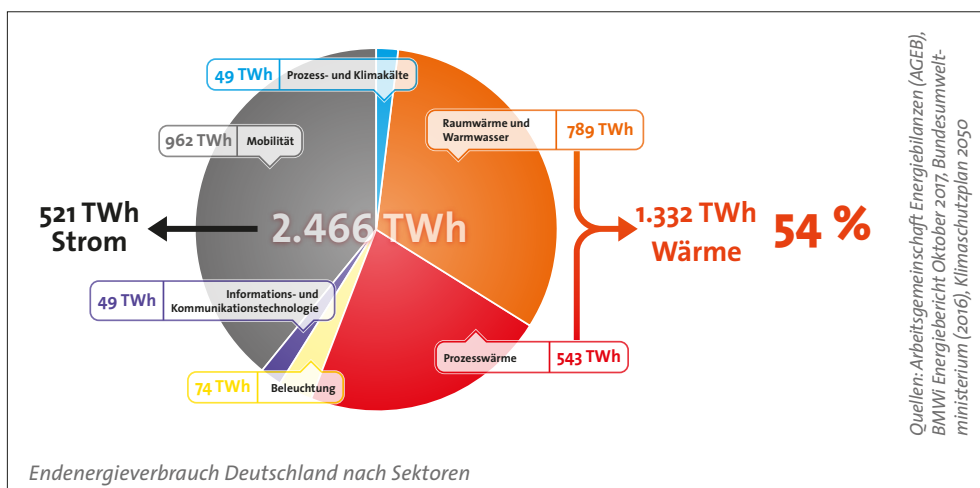 49 TWh Prozess- und Klimakälte
Raumwärme und
Warmwasser
789 TWh
962 TWh Mobilität
521 TWh
Strom
2.466 TWh
1.332 TWh
Wärme
54 %
49 TWh
Informations- und
Kommunikationstechnologie
Prozesswärme 543 TWh
74 TWh Beleuchtung
Endenergieverbrauch Deutschland nach Sektoren
Quellen: Arbeitsgemeinschaft Energiebilanzen (AGEB),
BMWi Energiebericht Oktober 2017, Bundesumwelt-
ministerium (2016), Klimaschutzplan 2050